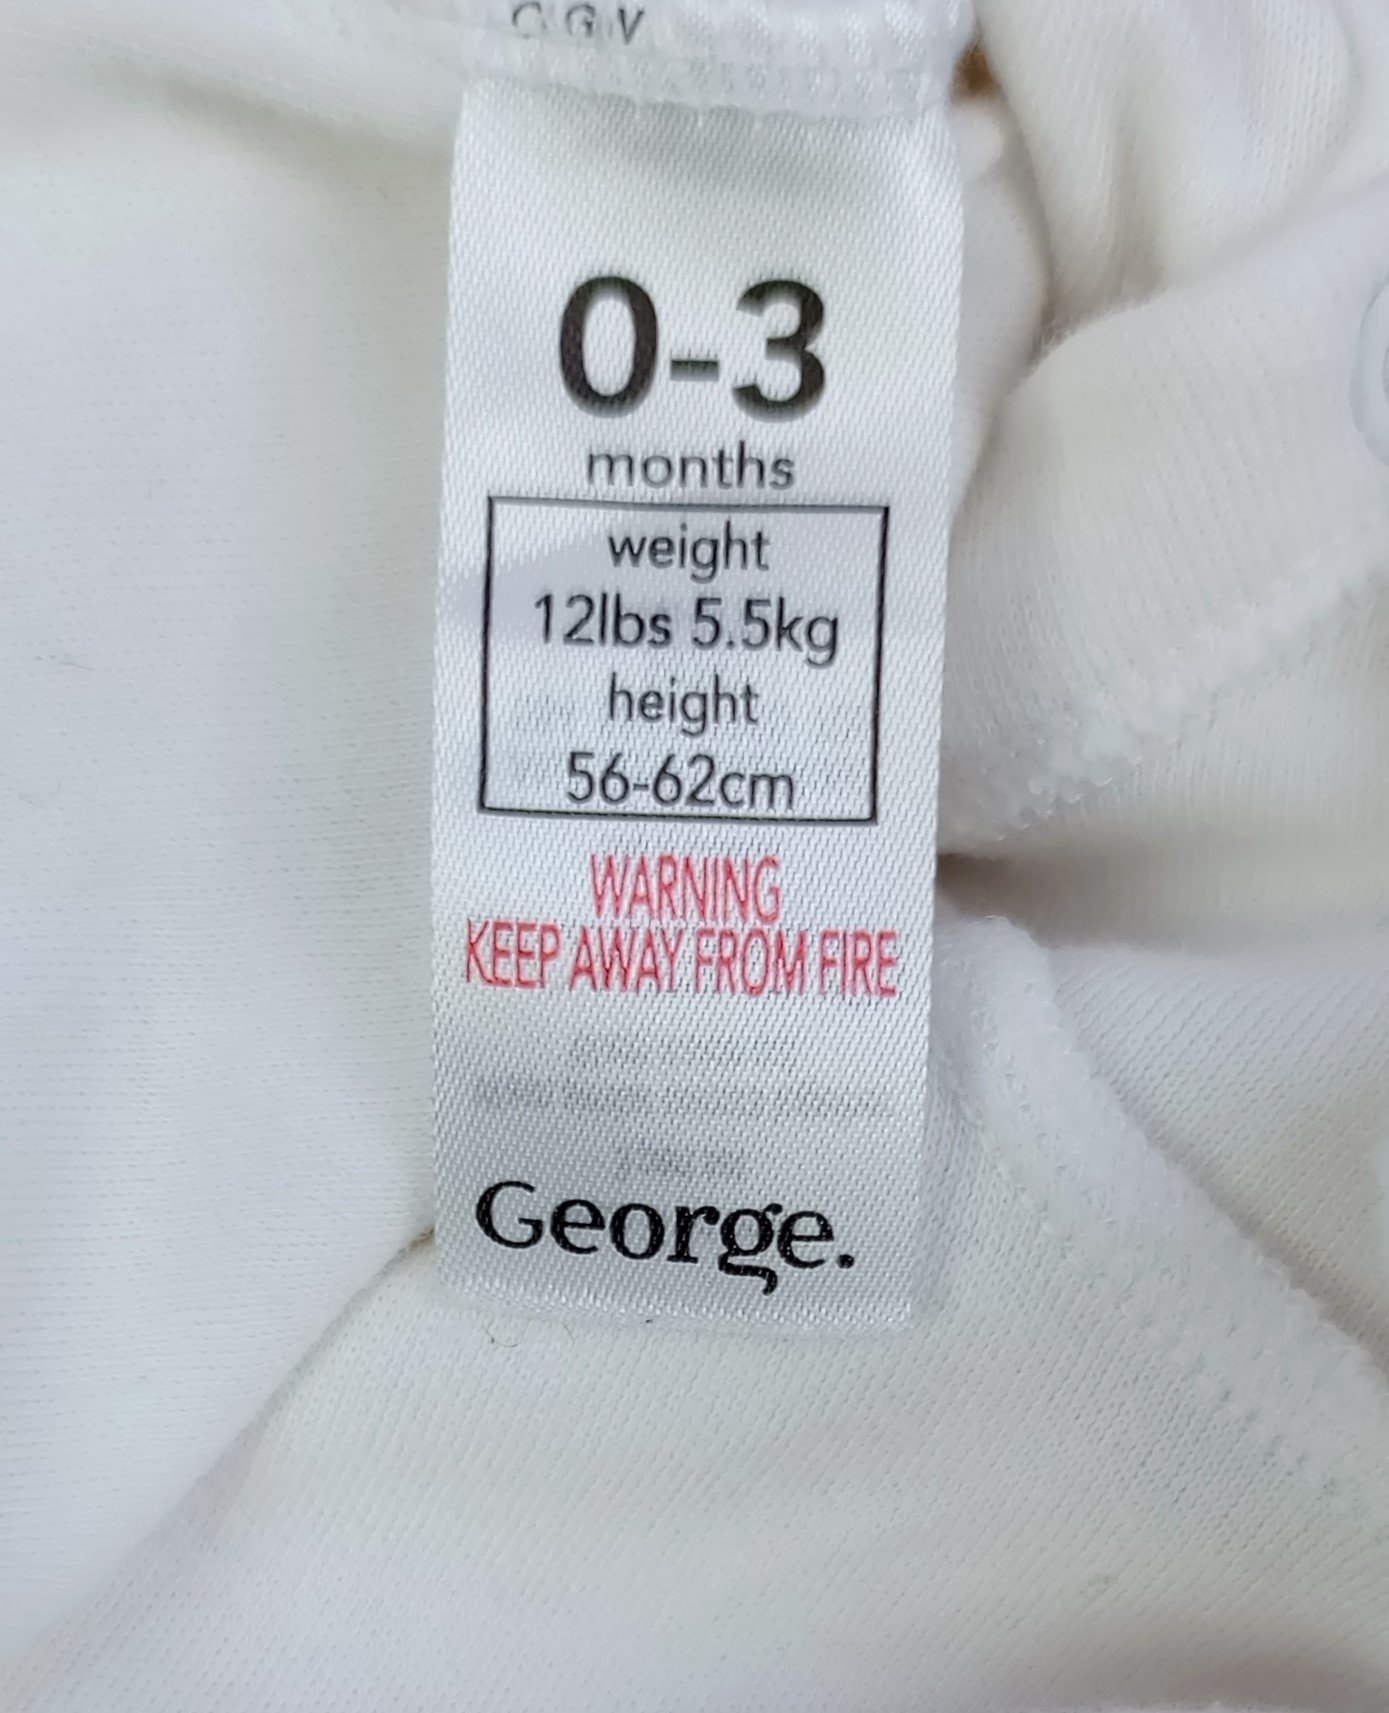 C G V
0-3
months
weight
12lbs 5.5kg
height
56-62cm
WARNING
KEEP AWAY FROM FIRE
George.